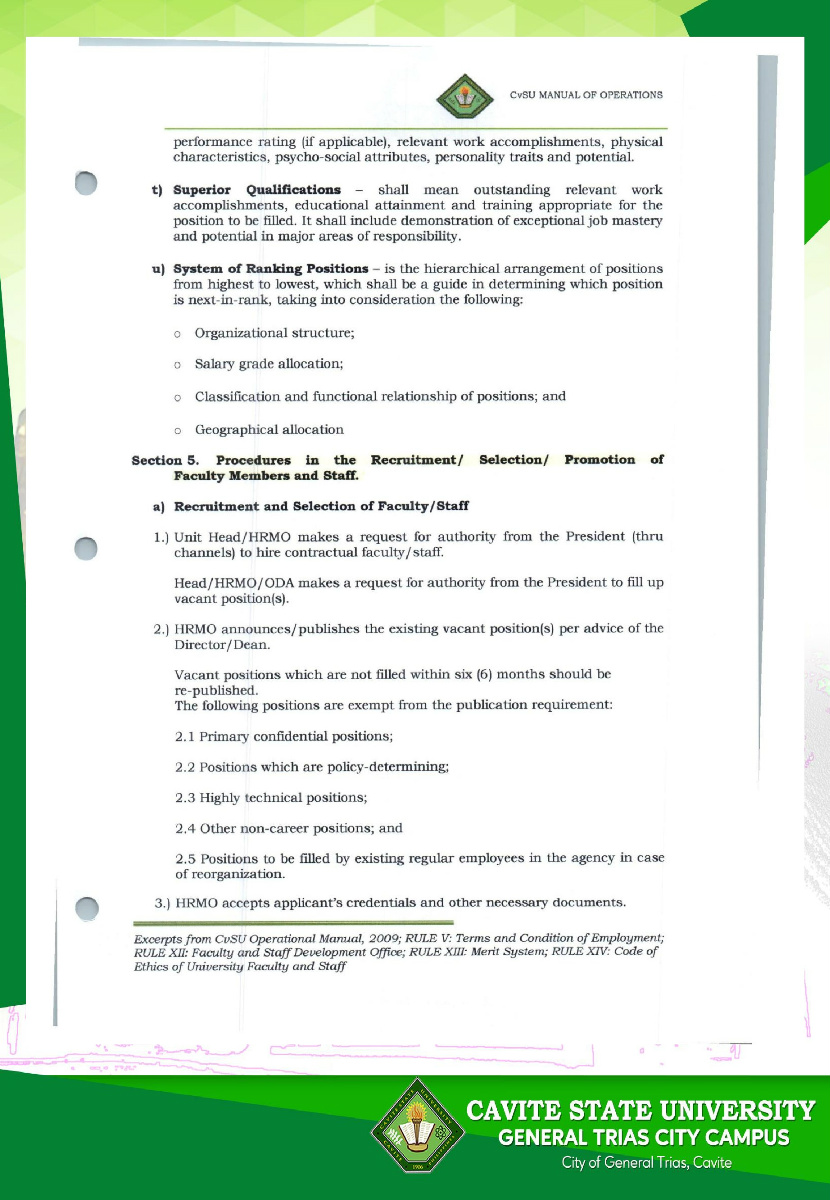 CvSU MANUAL OF OPERATIONS
performance rating (if applicable), relevant work accomplishments, physical
characteristics, psycho-social attributes, personality traits and potential.
t) Superior Qualifications – shall mean outstanding relevant work
accomplishments, educational attainment and training appropriate for the
position to be filled. It shall include demonstration of exceptional job mastery
and potential in major areas of responsibility.
u) System of Ranking Positions – is the hierarchical arrangement of positions
from highest to lowest, which shall be a guide in determining which position
is next-in-rank, taking into consideration the following:
o Organizational structure;
o Salary grade allocation;
o Classification and functional relationship of positions; and
o Geographical allocation
Section 5. Procedures in the Recruitment/ Selection/ Promotion of
Faculty Members and Staff.
a) Recruitment and Selection of Faculty/Staff
1.) Unit Head/HRMO makes a request for authority from the President (thru
channels) to hire contractual faculty/staff.
Head/HRMO/ODA makes a request for authority from the President to fill up
vacant position(s).
2.) HRMO announces/publishes the existing vacant position(s) per advice of the
Director/Dean.
Vacant positions which are not filled within six (6) months should be
re-published.
The following positions are exempt from the publication requirement:
2.1 Primary confidential positions;
2.2 Positions which are policy-determining;
2.3 Highly technical positions;
2.4 Other non-career positions; and
2.5 Positions to be filled by existing regular employees in the agency in case
of reorganization.
3.) HRMO accepts applicant's credentials and other necessary documents.
Excerpts from CvSU Operational Manual, 2009; RULE V: Terms and Condition of Employment;
RULE XII: Faculty and Staff Development Office; RULE XIII: Merit System; RULE XIV: Code of
Ethics of University Faculty and Staff
CAVITE STATE UNIVERSITY
GENERAL TRIAS CITY CAMPUS
City of General Trias, Cavite
1906